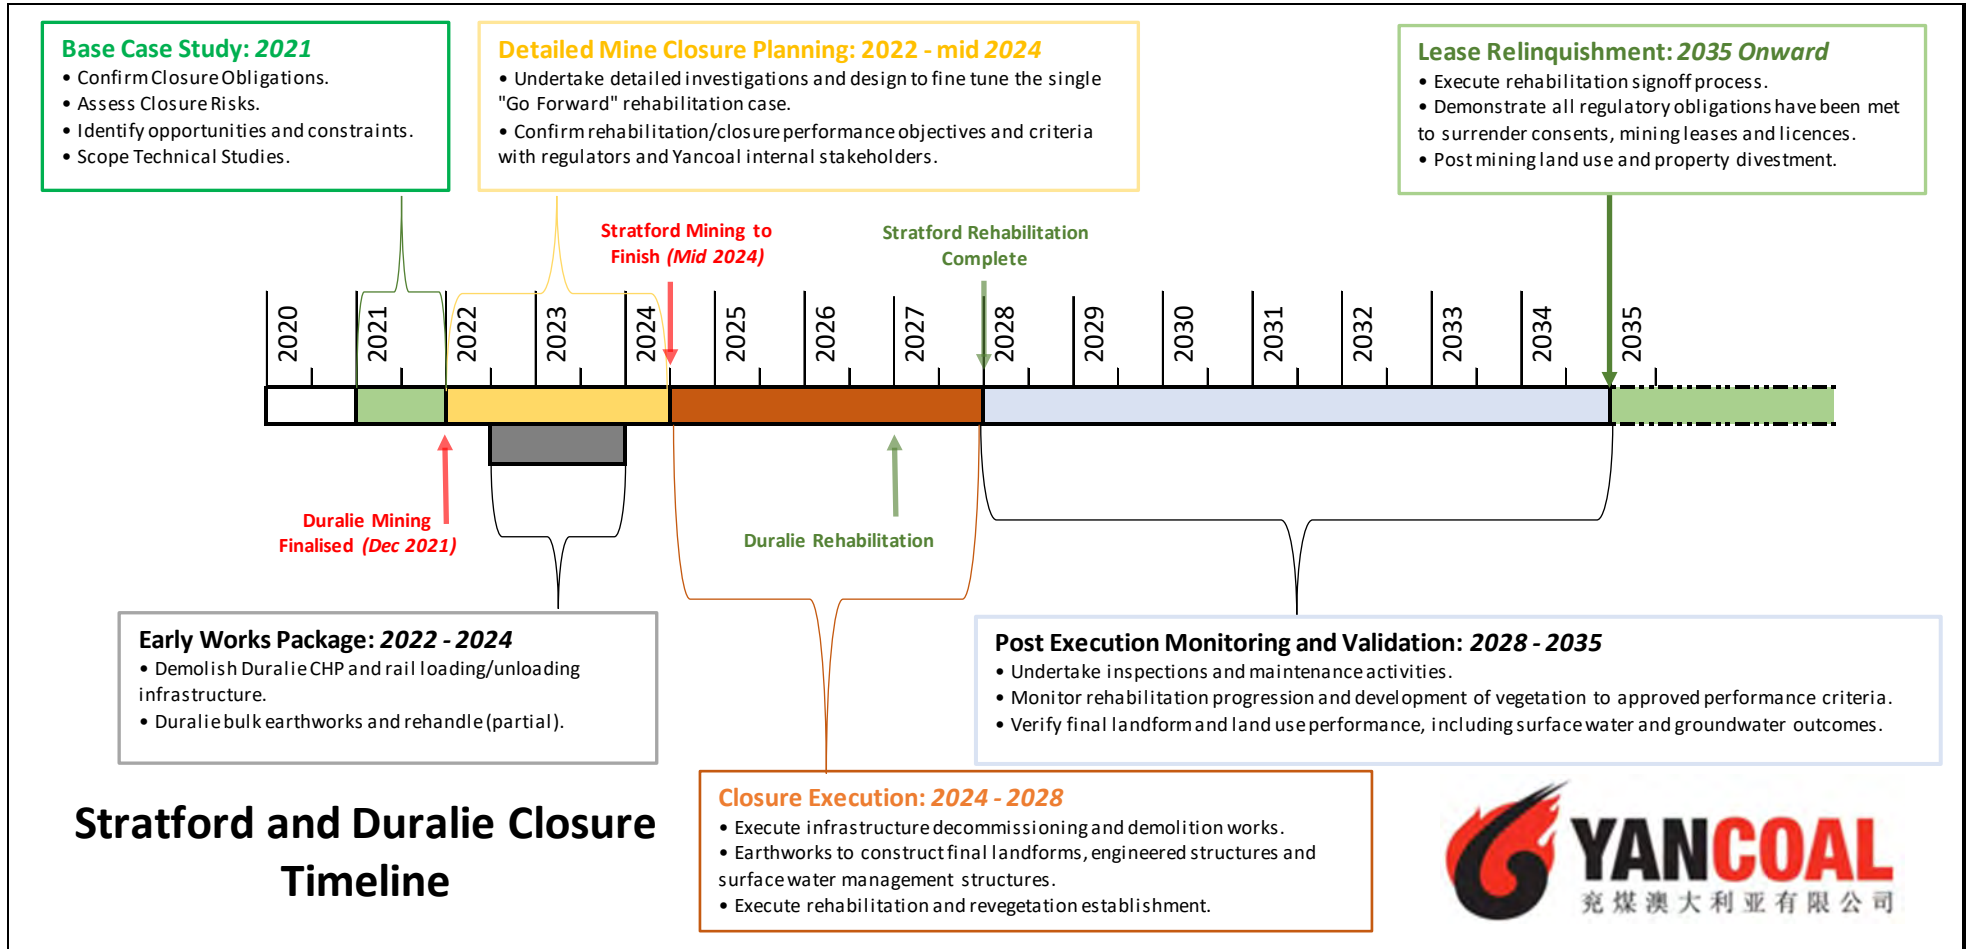 Base Case Study: 2021
• Confirm Closure Obligations.
• Assess Closure Risks.
• Identify opportunities and constraints.
• Scope Technical Studies.
Detailed Mine Closure Planning: 2022 - mid 2024
• Undertake detailed investigations and design to fine tune the single
"Go Forward" rehabilitation case.
• Confirm rehabilitation/closure performance objectives and criteria
with regulators and Yancoal internal stakeholders.
Lease Relinquishment: 2035 Onward
• Execute rehabilitation signoff process.
• Demonstrate all regulatory obligations have been met
to surrender consents, mining leases and licences.
• Post mining land use and property divestment.
Stratford Mining to
Finish (Mid 2024)
Stratford Rehabilitation
Complete
2020
2021
2022
2023
2024
2025
2026
2027
2028
2029
2030
2031
2032
2033
2034
2035
Duralie Mining
Finalised (Dec 2021)
Duralie Rehabilitation
Early Works Package: 2022 - 2024
• Demolish Duralie CHP and rail loading/unloading
infrastructure.
• Duralie bulk earthworks and rehandle (partial).
Post Execution Monitoring and Validation: 2028 - 2035
• Undertake inspections and maintenance activities.
• Monitor rehabilitation progression and development of vegetation to approved performance criteria.
• Verify final landform and land use performance, including surface water and groundwater outcomes.
Closure Execution: 2024 - 2028
• Execute infrastructure decommissioning and demolition works.
• Earthworks to construct final landforms, engineered structures and
surface water management structures.
• Execute rehabilitation and revegetation establishment.
Stratford and Duralie Closure
Timeline
YANCOAL
兖煤澳大利亚有限公司